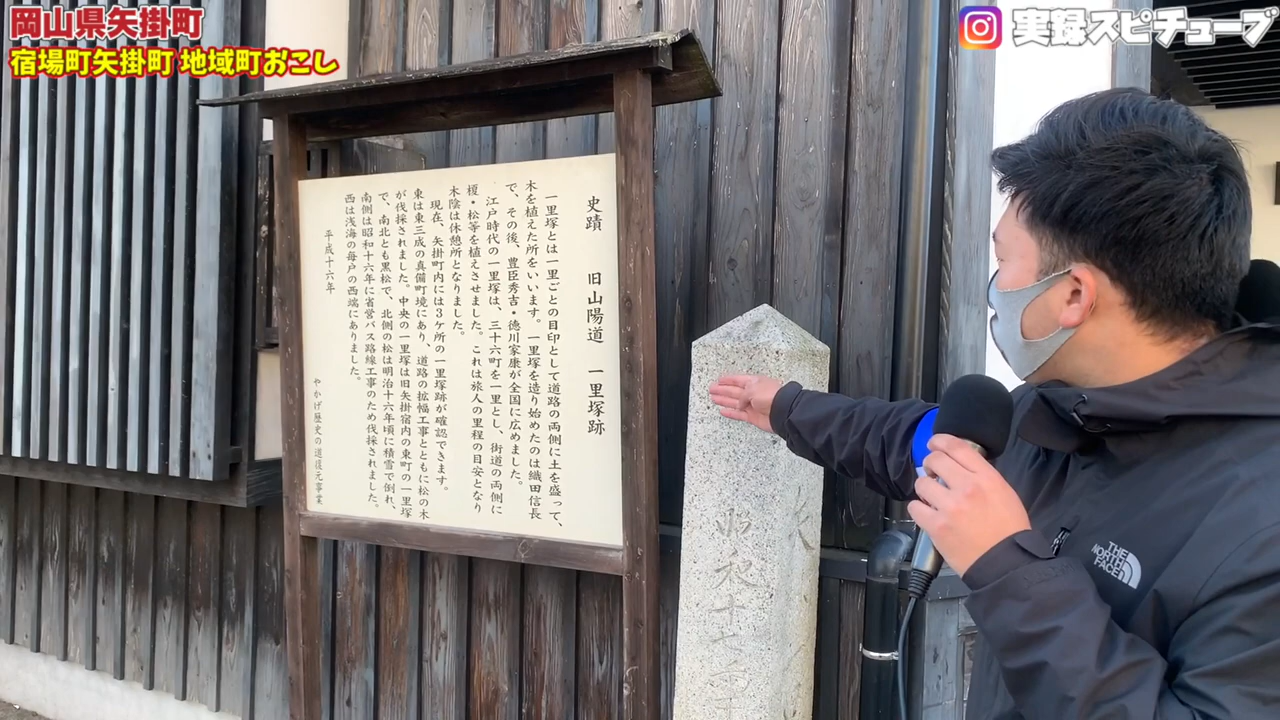 岡山県矢掛町
宿場町矢掛町 地域町おこし
実録スピチューブ
史蹟 旧山陽道 一里塚跡
一里塚とは一里ごとの目印として道路の両側に土を盛って、
木を植えた所をいいます。一里塚を造り始めたのは織田信長
で、その後、豊臣秀吉・徳川家康が全国に広めました。
江戸時代の一里塚は、三十六町を一里とし、街道の両側に
榎・松等を植えさせました。これは旅人の里程の目安となり
木陰は休憩所となりました。
現在、矢掛町内には3ケ所の一里塚跡が確認できます。
東は東三成の真備町境にあり、道路の拡幅工事とともに松の木
が伐採されました。中央の一里塚は旧矢掛宿内の東町の一里塚
で、南北とも黒松で、北側の松は明治十六年頃に積雪で倒れ、
南側は昭和十六年に省営バス路線工事のため伐採されました。
西は浅海の毎戸の西端にありました。
平成十六年
やかげ歴史の道復元事業
昭和十
THE
NORTH
FACE